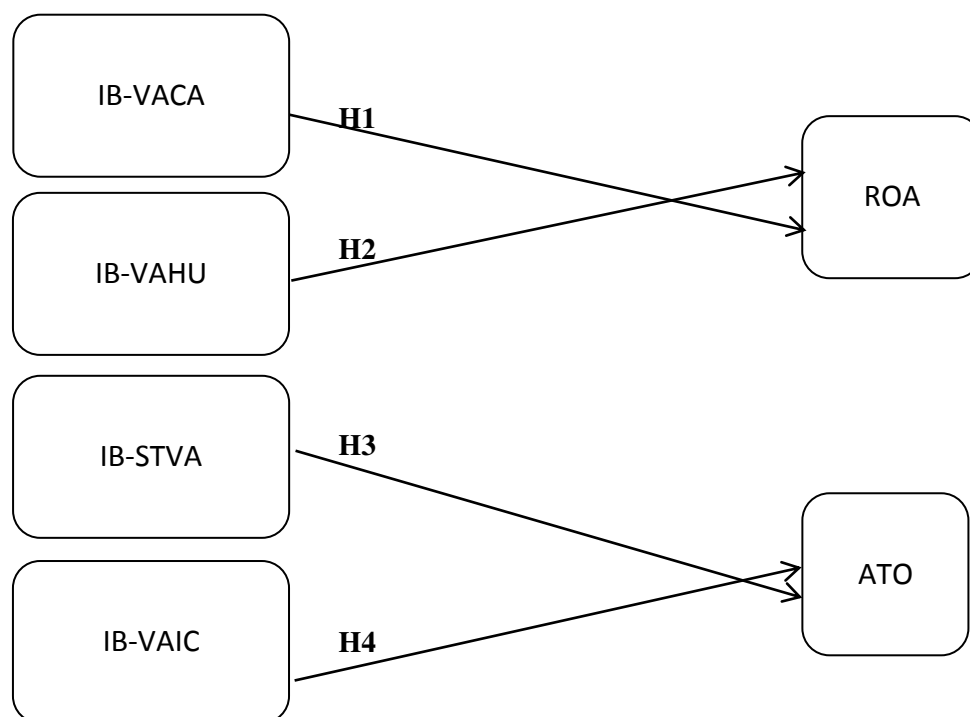 IB-VACA
H1
ROA
IB-VAHU
H2
IB-STVA
H3
ATO
IB-VAIC
H4